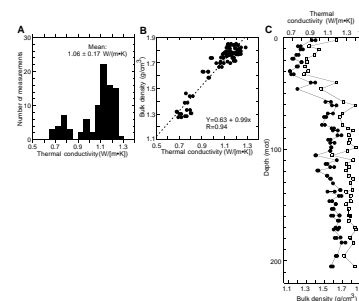 A
Mean:
1.06 ± 0.17 W/[m•K])
Number of measurements
30
20
10
0
0.5 0.7 0.9 1.1 1.3
Thermal conductivity(W/[m•K])
B
Bulk density (g/cm³)
1.9
1.7
1.5
1.3
1.1
Y=0.63 + 0.99x
R=0.94
0.5 0.7 0.9 1.1 1.3
Thermal conductivity(W/[m•K])
C
Thermal
conductivity (W/[m•K])
0.7 0.9 1.1 1.3
Depth (mcd)
0
100
200
1.1 1.3 1.5 1.7 1.9
Bulk density (g/cm³)